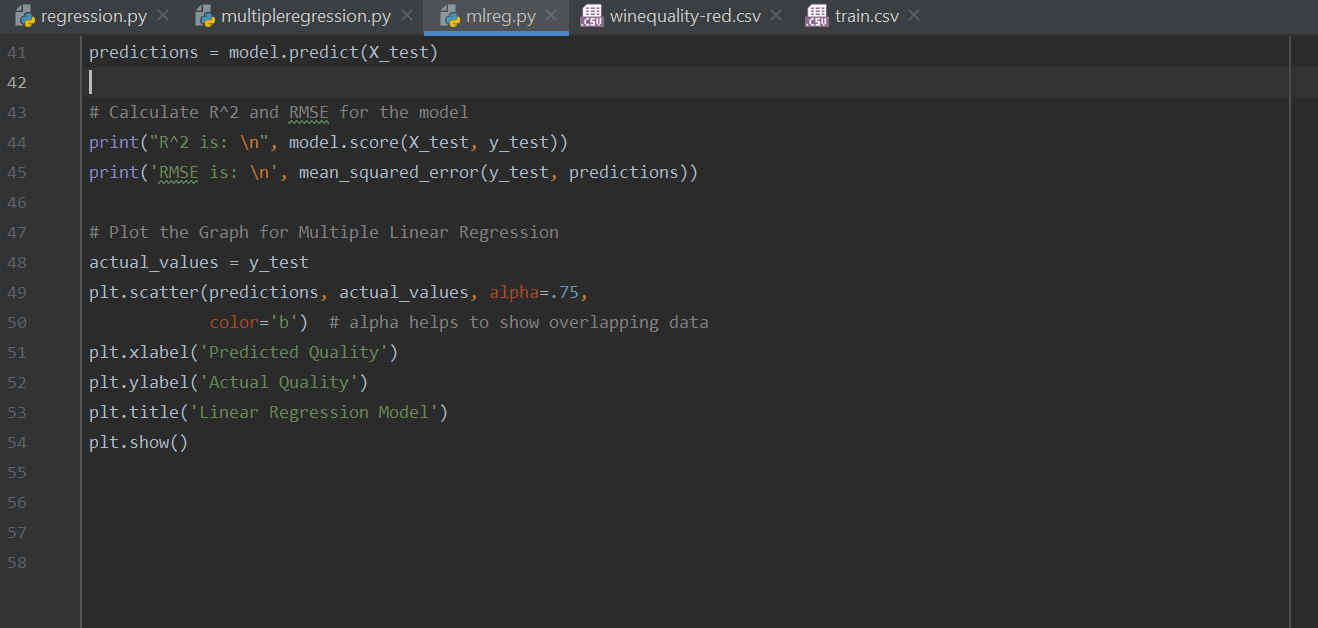 regression.py multipleregression.py mlreg.py winequality-red.csv train.csv
41 predictions = model.predict(X_test)
42
43 # Calculate R^2 and RMSE for the model
44 print("R^2 is: \n", model.score(X_test, y_test))
45 print('RMSE is: \n', mean_squared_error(y_test, predictions))
46
47 # Plot the Graph for Multiple Linear Regression
48 actual_values = y_test
49 plt.scatter(predictions, actual_values, alpha=.75,
50             color='b')  # alpha helps to show overlapping data
51 plt.xlabel('Predicted Quality')
52 plt.ylabel('Actual Quality')
53 plt.title('Linear Regression Model')
54 plt.show()
55
56
57
58